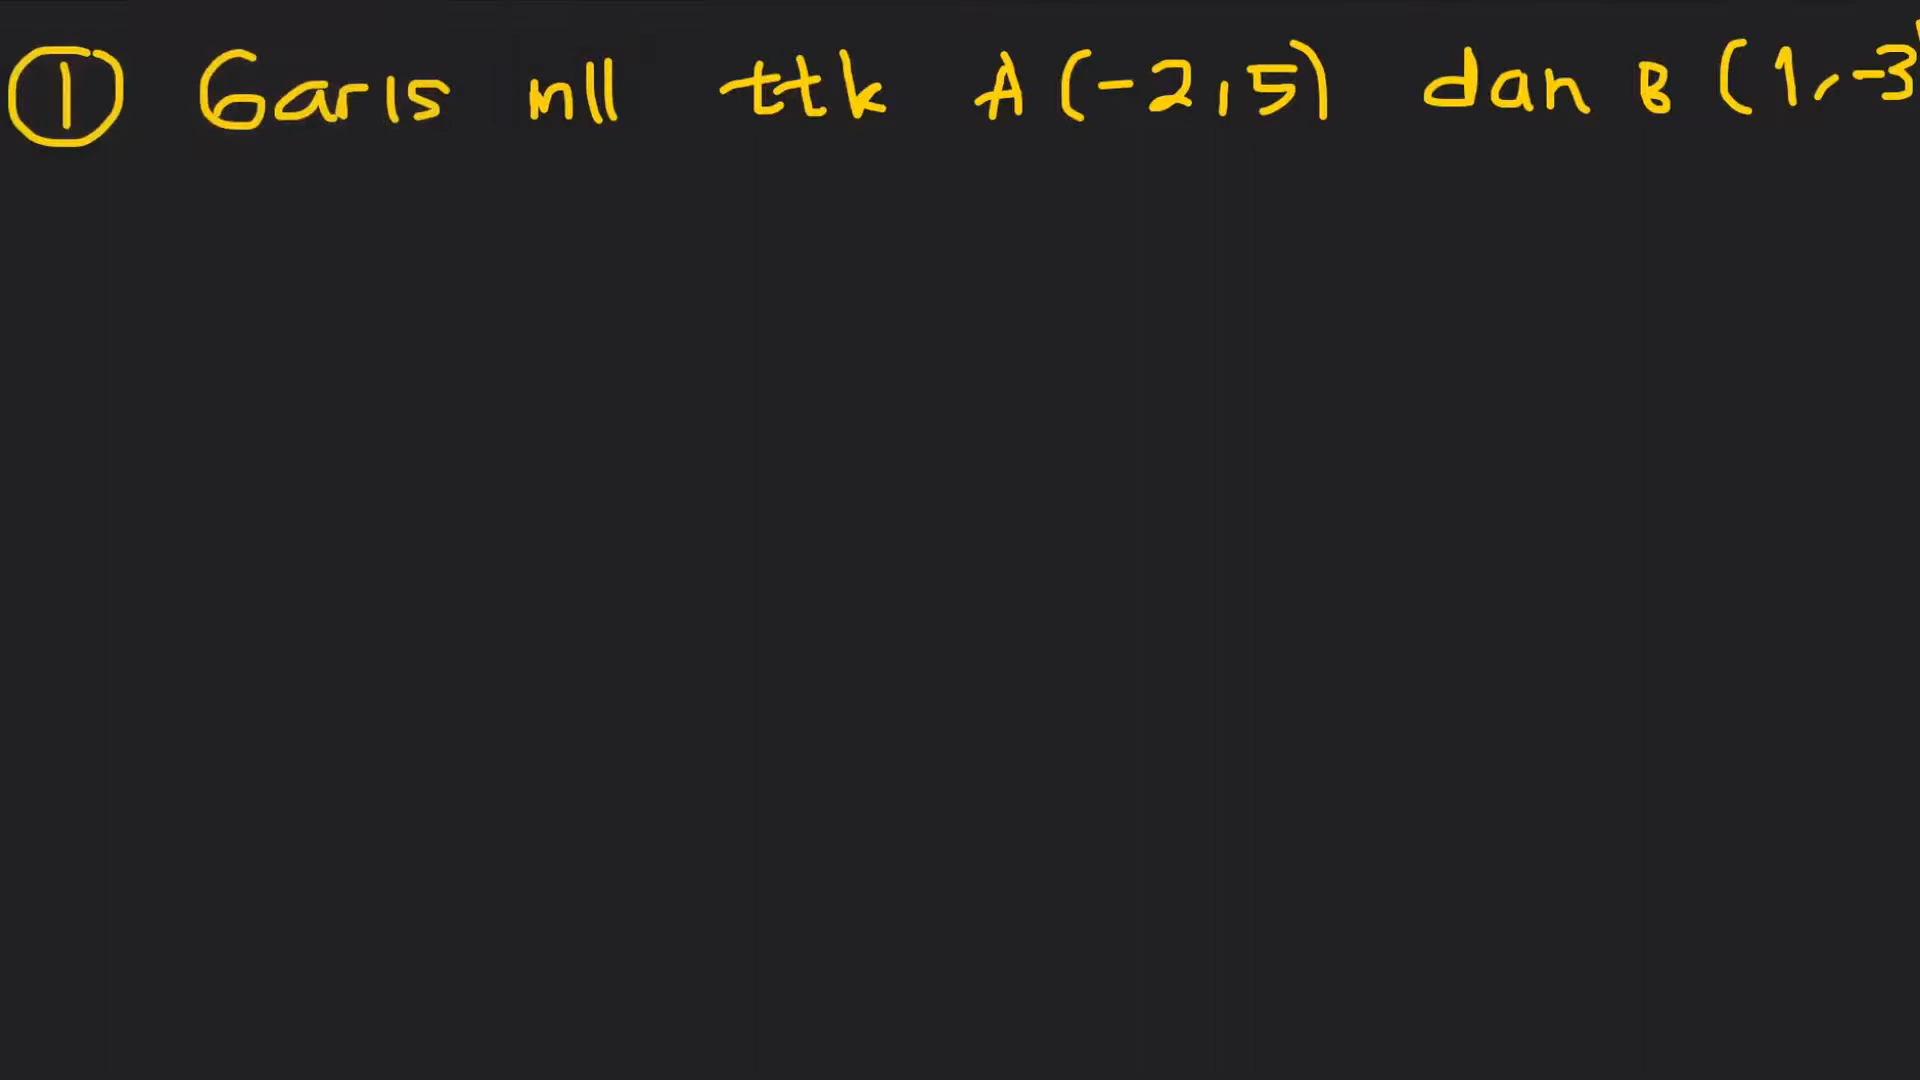 ① Garis mll ttk A (-2,5) dan B (1,-3)